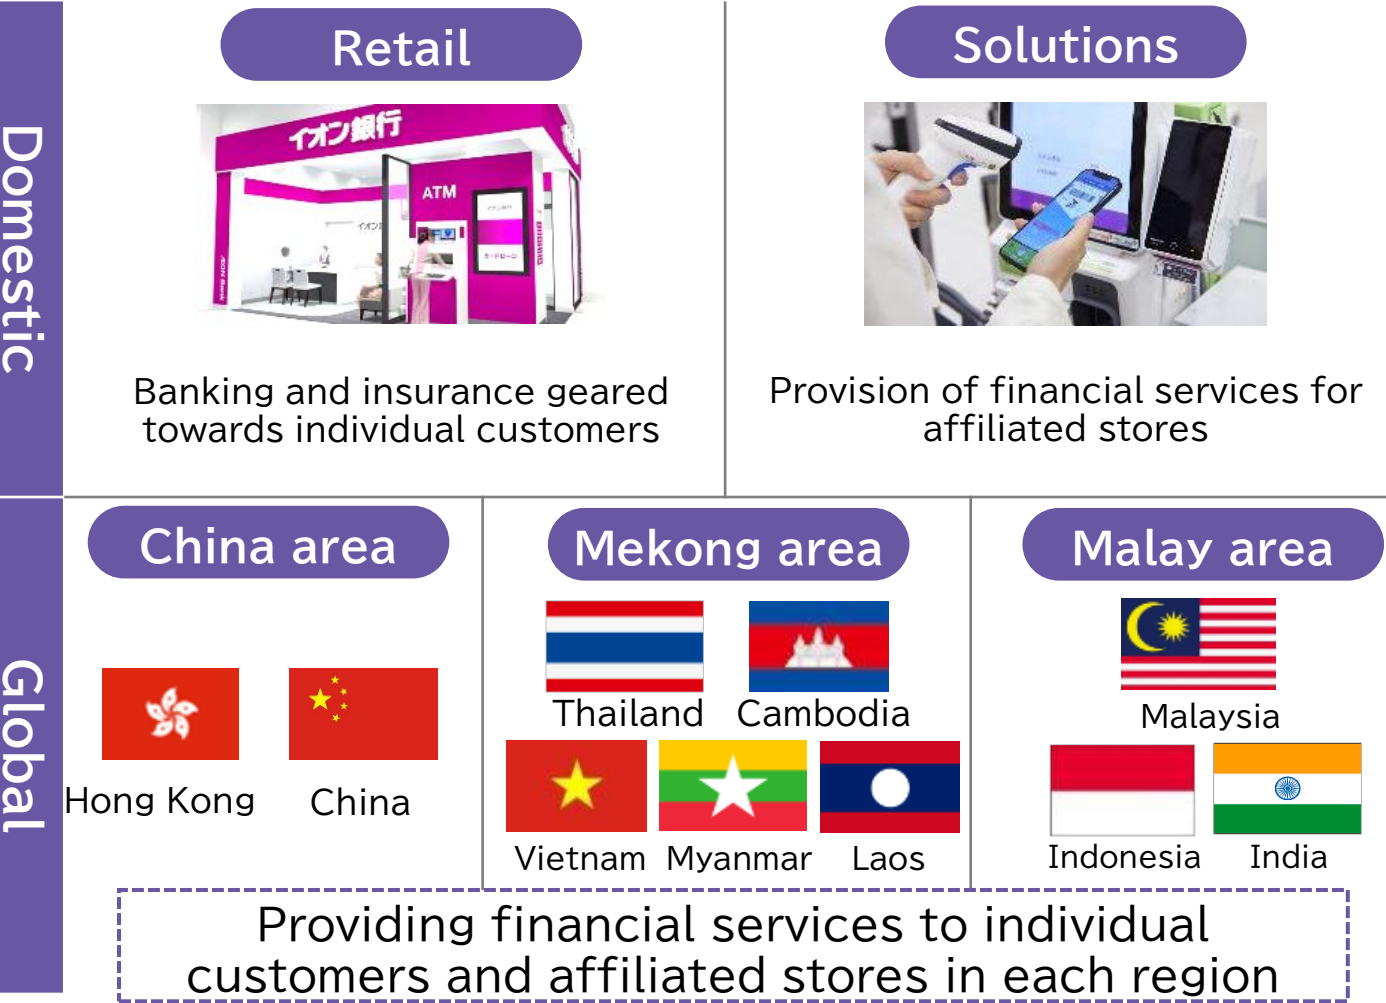 Domestic
Retail
Solutions
イオン銀行
ATM
AEON Bank
Banking and insurance geared
towards individual customers
Provision of financial services for
affiliated stores
Global
China area
Mekong area
Malay area
Hong Kong
China
Thailand
Cambodia
Vietnam
Myanmar
Laos
Malaysia
Indonesia
India
Providing financial services to individual
customers and affiliated stores in each region